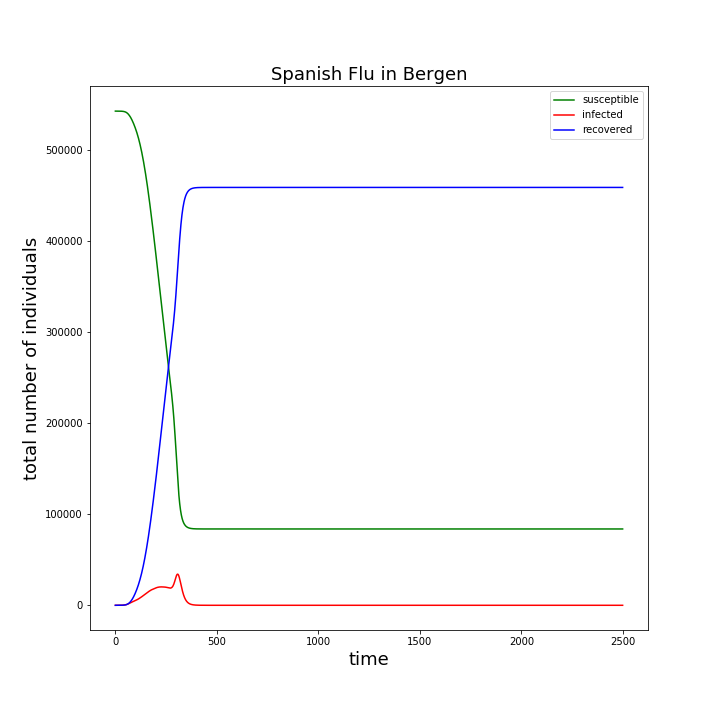 Spanish Flu in Bergen
susceptible
infected
recovered
500000
400000
300000
200000
100000
0
total number of individuals
0 500 1000 1500 2000 2500
time